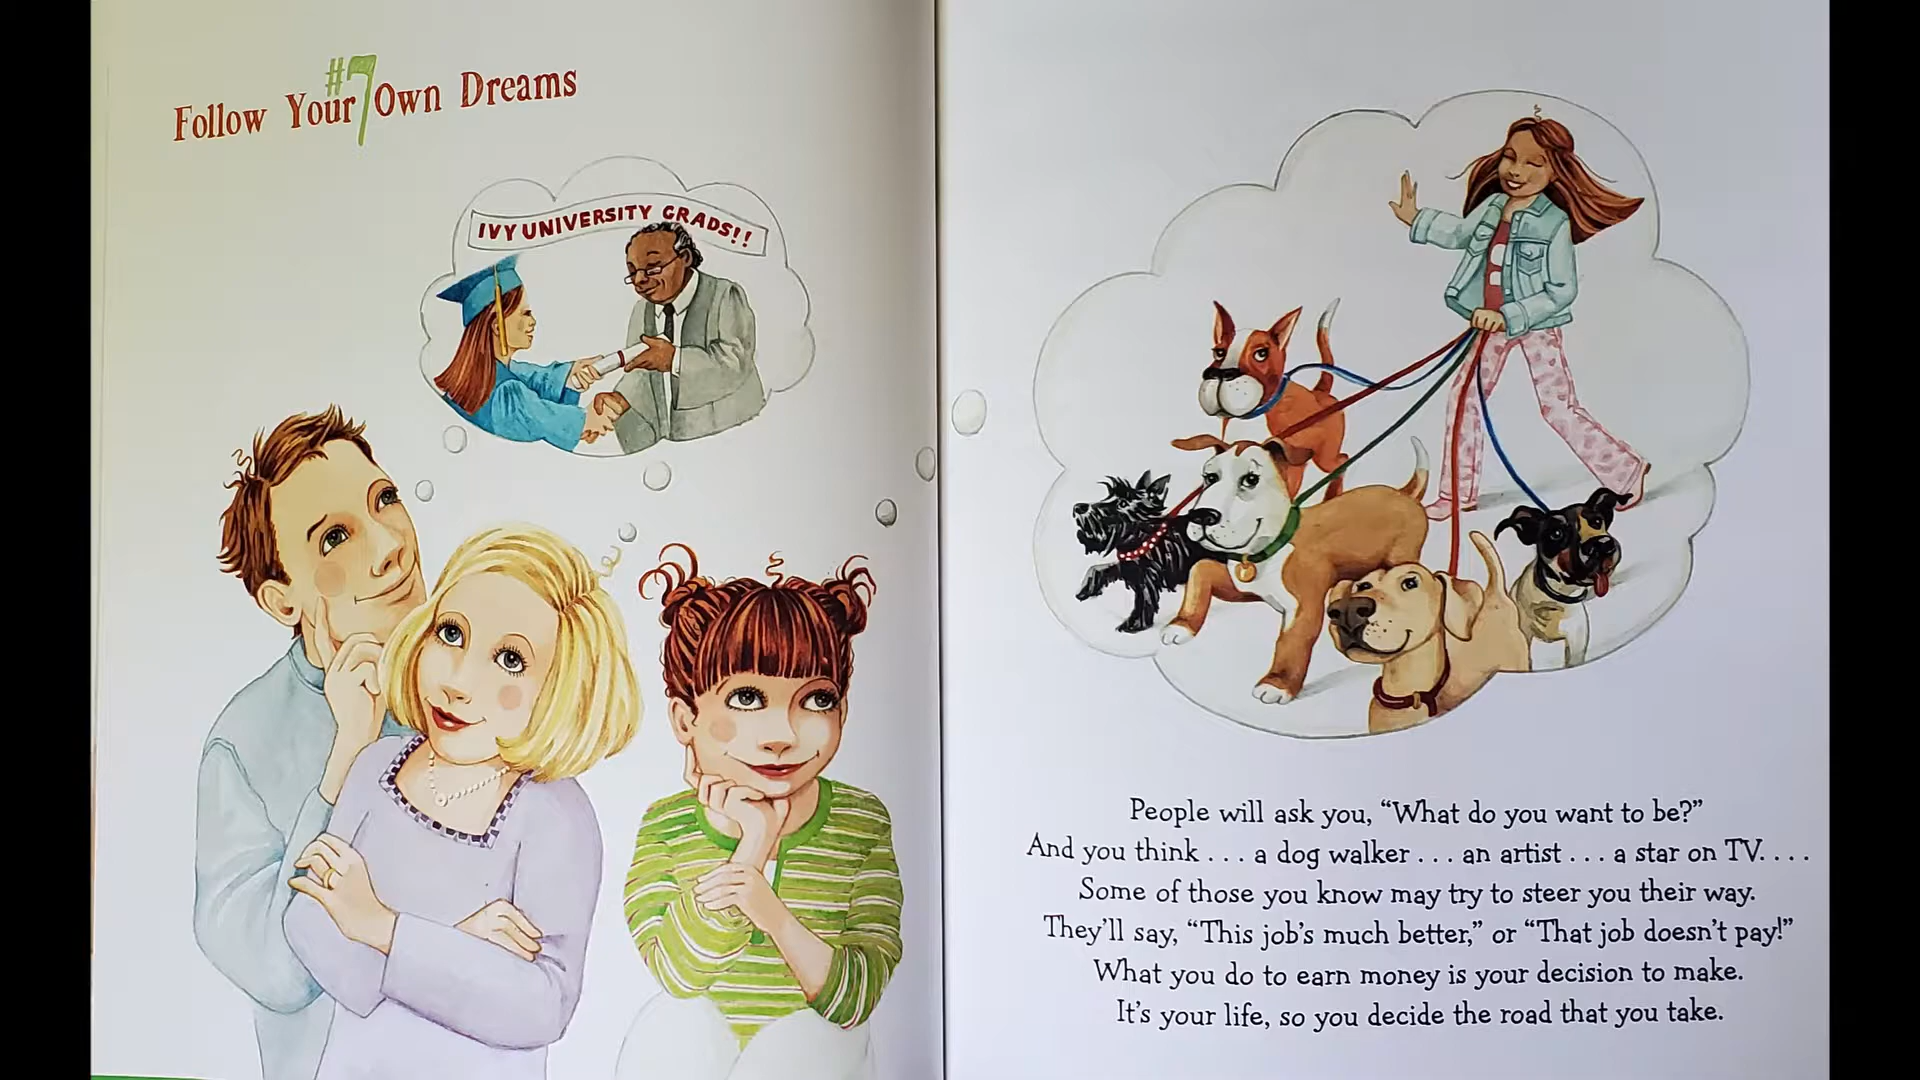 #7
Follow Your Own Dreams
IVY UNIVERSITY GRADS!!
People will ask you, “What do you want to be?”
And you think . . . a dog walker . . . an artist . . . a star on TV. . . .
Some of those you know may try to steer you their way.
They’ll say, “This job’s much better,” or “That job doesn’t pay!”
What you do to earn money is your decision to make.
It’s your life, so you decide the road that you take.